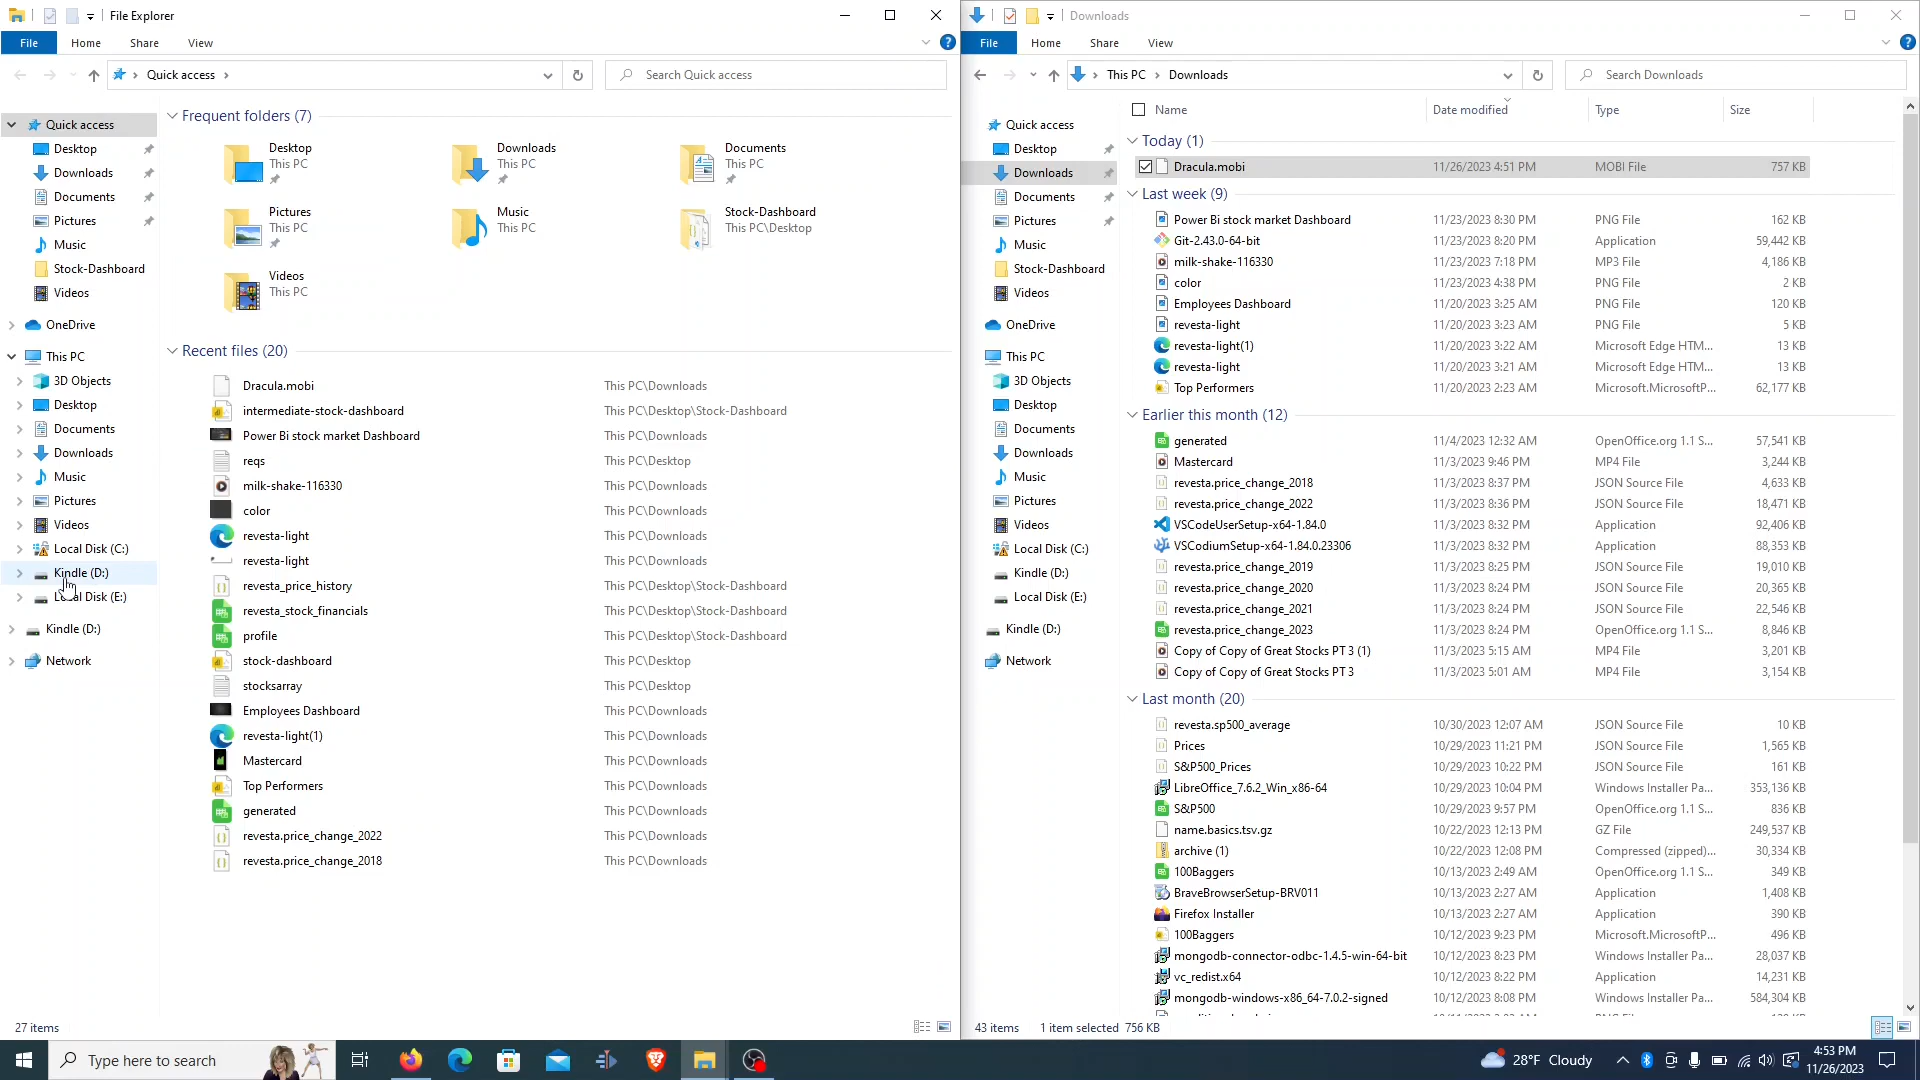 File Explorer
File Home Share View
Quick access
Search Quick access
Quick access
Desktop
Downloads
Documents
Pictures
Music
Stock-Dashboard
Videos
OneDrive
This PC
3D Objects
Desktop
Documents
Downloads
Music
Pictures
Videos
Local Disk (C:)
Kindle (D:)
Local Disk (E:)
Kindle (D:)
Network
Frequent folders (7)
Desktop
This PC
Downloads
This PC
Documents
This PC
Pictures
This PC
Music
This PC
Stock-Dashboard
This PC\Desktop
Videos
This PC
Recent files (20)
Dracula.mobi This PC\Downloads
intermediate-stock-dashboard This PC\Desktop\Stock-Dashboard
Power Bi stock market Dashboard This PC\Downloads
reqs This PC\Desktop
milk-shake-116330 This PC\Downloads
color This PC\Downloads
revesta-light This PC\Downloads
revesta-light This PC\Downloads
revesta_price_history This PC\Desktop\Stock-Dashboard
revesta_stock_financials This PC\Desktop\Stock-Dashboard
profile This PC\Desktop\Stock-Dashboard
stock-dashboard This PC\Desktop
stocksarray This PC\Desktop
Employees Dashboard This PC\Downloads
revesta-light(1) This PC\Downloads
Mastercard This PC\Downloads
Top Performers This PC\Downloads
generated This PC\Downloads
revesta.price_change_2022 This PC\Downloads
revesta.price_change_2018 This PC\Downloads
27 items
Downloads
File Home Share View
This PC Downloads
Search Downloads
Quick access
Desktop
Downloads
Documents
Pictures
Music
Stock-Dashboard
Videos
OneDrive
This PC
3D Objects
Desktop
Documents
Downloads
Music
Pictures
Videos
Local Disk (C:)
Kindle (D:)
Local Disk (E:)
Kindle (D:)
Network
Name Date modified Type Size
Today (1)
Dracula.mobi 11/26/2023 4:51 PM MOBI File 757 KB
Last week (9)
Power Bi stock market Dashboard 11/23/2023 8:30 PM PNG File 162 KB
Git-2.43.0-64-bit 11/23/2023 8:20 PM Application 59,442 KB
milk-shake-116330 11/23/2023 7:18 PM MP3 File 4,186 KB
color 11/23/2023 4:38 PM PNG File 2 KB
Employees Dashboard 11/20/2023 3:25 AM PNG File 120 KB
revesta-light 11/20/2023 3:23 AM PNG File 5 KB
revesta-light(1) 11/20/2023 3:22 AM Microsoft Edge HTM... 13 KB
revesta-light 11/20/2023 3:21 AM Microsoft Edge HTM... 13 KB
Top Performers 11/20/2023 2:23 AM Microsoft.MicrosoftP... 62,177 KB
Earlier this month (12)
generated 11/4/2023 12:32 AM OpenOffice.org 1.1 S... 57,541 KB
Mastercard 11/3/2023 9:46 PM MP4 File 3,244 KB
revesta.price_change_2018 11/3/2023 8:37 PM JSON Source File 4,633 KB
revesta.price_change_2022 11/3/2023 8:36 PM JSON Source File 18,471 KB
VSCodeUserSetup-x64-1.84.0 11/3/2023 8:32 PM Application 92,406 KB
VSCodiumSetup-x64-1.84.0.23306 11/3/2023 8:32 PM Application 88,353 KB
revesta.price_change_2019 11/3/2023 8:25 PM JSON Source File 19,010 KB
revesta.price_change_2020 11/3/2023 8:24 PM JSON Source File 20,365 KB
revesta.price_change_2021 11/3/2023 8:24 PM JSON Source File 22,546 KB
revesta.price_change_2023 11/3/2023 8:24 PM OpenOffice.org 1.1 S... 8,846 KB
Copy of Copy of Great Stocks PT 3 (1) 11/3/2023 5:15 AM MP4 File 3,201 KB
Copy of Copy of Great Stocks PT 3 11/3/2023 5:01 AM MP4 File 3,154 KB
Last month (20)
revesta.sp500_average 10/30/2023 12:07 AM JSON Source File 10 KB
Prices 10/29/2023 11:21 PM JSON Source File 1,565 KB
S&P500_Prices 10/29/2023 10:22 PM JSON Source File 161 KB
LibreOffice_7.6.2_Win_x86-64 10/29/2023 10:04 PM Windows Installer Pa... 353,136 KB
S&P500 10/29/2023 9:57 PM OpenOffice.org 1.1 S... 836 KB
name.basics.tsv.gz 10/22/2023 12:13 PM GZ File 249,537 KB
archive (1) 10/22/2023 12:08 PM Compressed (zipped)... 30,334 KB
100Baggers 10/13/2023 2:49 AM OpenOffice.org 1.1 S... 349 KB
BraveBrowserSetup-BRV011 10/13/2023 2:27 AM Application 1,408 KB
Firefox Installer 10/13/2023 2:27 AM Application 390 KB
100Baggers 10/12/2023 9:23 PM Microsoft.MicrosoftP... 496 KB
mongodb-connector-odbc-1.4.5-win-64-bit 10/12/2023 8:23 PM Windows Installer Pa... 28,037 KB
vc_redist.x64 10/12/2023 8:22 PM Application 14,231 KB
mongodb-windows-x86_64-7.0.2-signed 10/12/2023 8:08 PM Windows Installer Pa... 584,304 KB
43 items 1 item selected 756 KB
Type here to search
28°F Cloudy
4:53 PM
11/26/2023